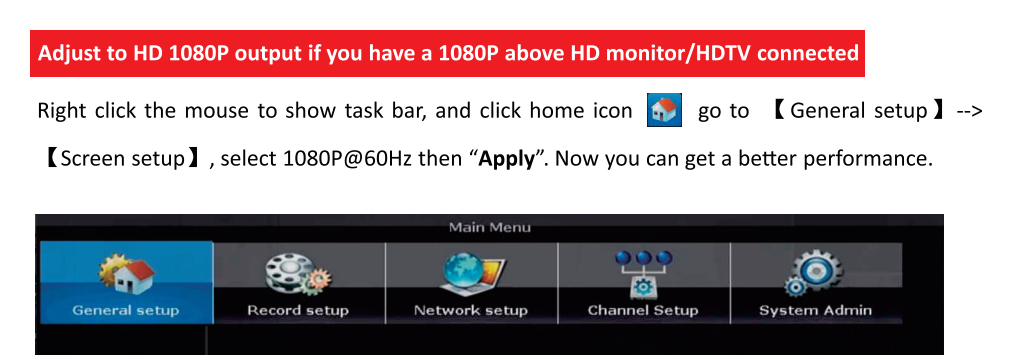 Adjust to HD 1080P output if you have a 1080P above HD monitor/HDTV connected
Right click the mouse to show task bar, and click home icon go to 【General setup】-->
【Screen setup】, select 1080P@60Hz then “Apply”. Now you can get a better performance.
Main Menu
General setup Record setup Network setup Channel Setup System Admin